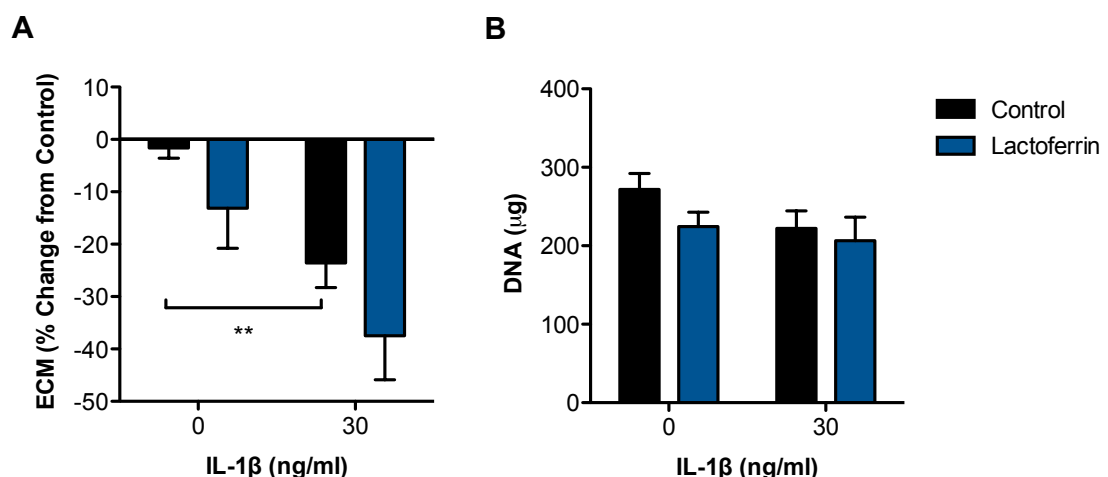 A
ECM (% Change from Control)
10
0
-10
-20
-30
-40
-50
**
0
30
IL-1β (ng/ml)
B
DNA (µg)
400
300
200
100
0
0
30
IL-1β (ng/ml)
Control
Lactoferrin